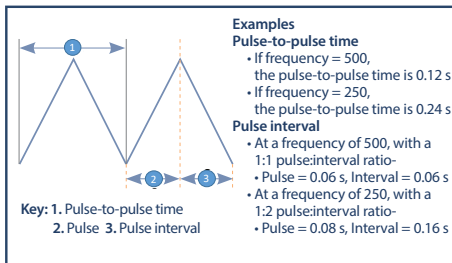 1
2
3
Key: 1. Pulse-to-pulse time
2. Pulse 3. Pulse interval
Examples
Pulse-to-pulse time
• If frequency = 500,
the pulse-to-pulse time is 0.12 s
• If frequency = 250,
the pulse-to-pulse time is 0.24 s
Pulse interval
• At a frequency of 500, with a
1:1 pulse:interval ratio-
• Pulse = 0.06 s, Interval = 0.06 s
• At a frequency of 250, with a
1:2 pulse:interval ratio-
• Pulse = 0.08 s, Interval = 0.16 s